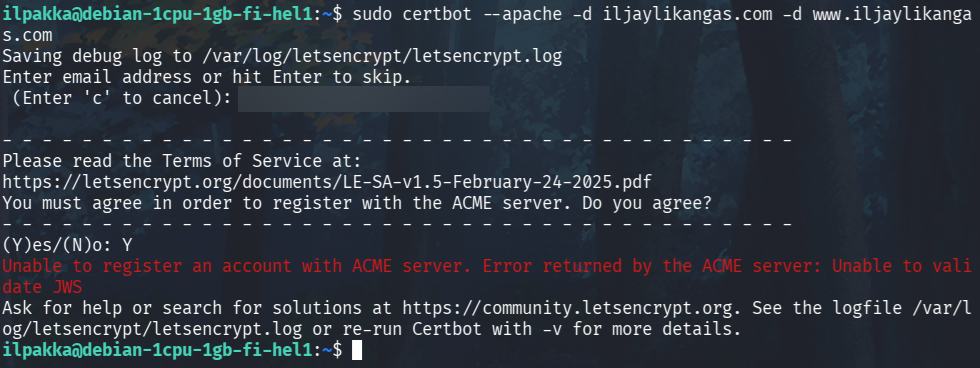 ilpakka@debian-1cpu-1gb-fi-hel1:~$ sudo certbot --apache -d iljaylikangas.com -d www.iljaylikanga
s.com
Saving debug log to /var/log/letsencrypt/letsencrypt.log
Enter email address or hit Enter to skip.
 (Enter 'c' to cancel):

- - - - - - - - - - - - - - - - - - - - - - - - - - - - - - - - - - - - - - - -
Please read the Terms of Service at:
https://letsencrypt.org/documents/LE-SA-v1.5-February-24-2025.pdf
You must agree in order to register with the ACME server. Do you agree?
- - - - - - - - - - - - - - - - - - - - - - - - - - - - - - - - - - - - - - - -
(Y)es/(N)o: Y
Unable to register an account with ACME server. Error returned by the ACME server: Unable to vali
date JWS
Ask for help or search for solutions at https://community.letsencrypt.org. See the logfile /var/l
og/letsencrypt/letsencrypt.log or re-run Certbot with -v for more details.
ilpakka@debian-1cpu-1gb-fi-hel1:~$